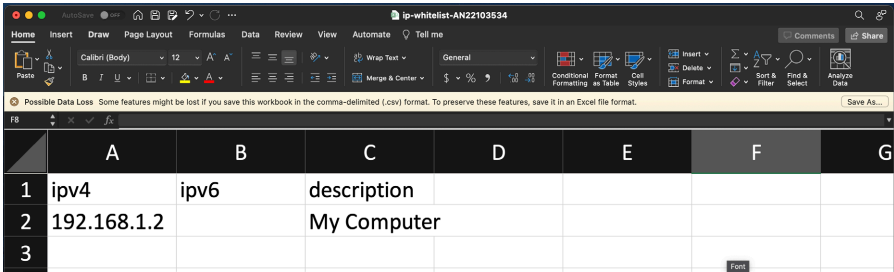 AutoSave OFF ip-whitelist-AN22103534
Home Insert Draw Page Layout Formulas Data Review View Automate Tell me Comments Share
Calibri (Body) 12 A^ Aˇ Wrap Text General Insert Σ
Paste B I U A Merge & Center $ % 9 Conditional Formatting Format as Table Cell Styles Delete Format Sort & Filter Find & Select Analyze Data
Possible Data Loss Some features might be lost if you save this workbook in the comma-delimited (.csv) format. To preserve these features, save it in an Excel file format. Save As...
F8 fx
A B C D E F G
1 ipv4 ipv6 description
2 192.168.1.2 My Computer
3
Font